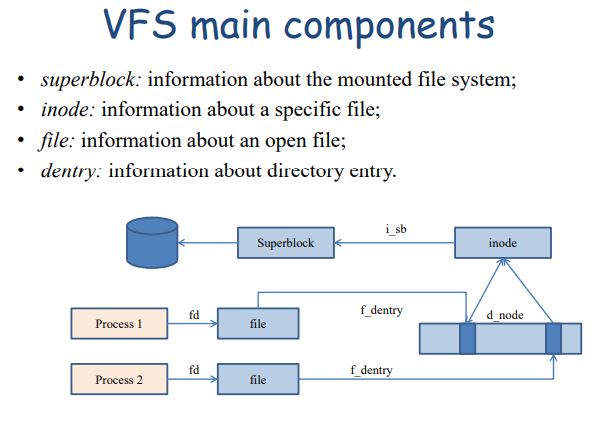 VFS main components
• superblock: information about the mounted file system;
• inode: information about a specific file;
• file: information about an open file;
• dentry: information about directory entry.
i_sb
Superblock
inode
fd
f_dentry
d_node
Process 1
file
fd
f_dentry
Process 2
file